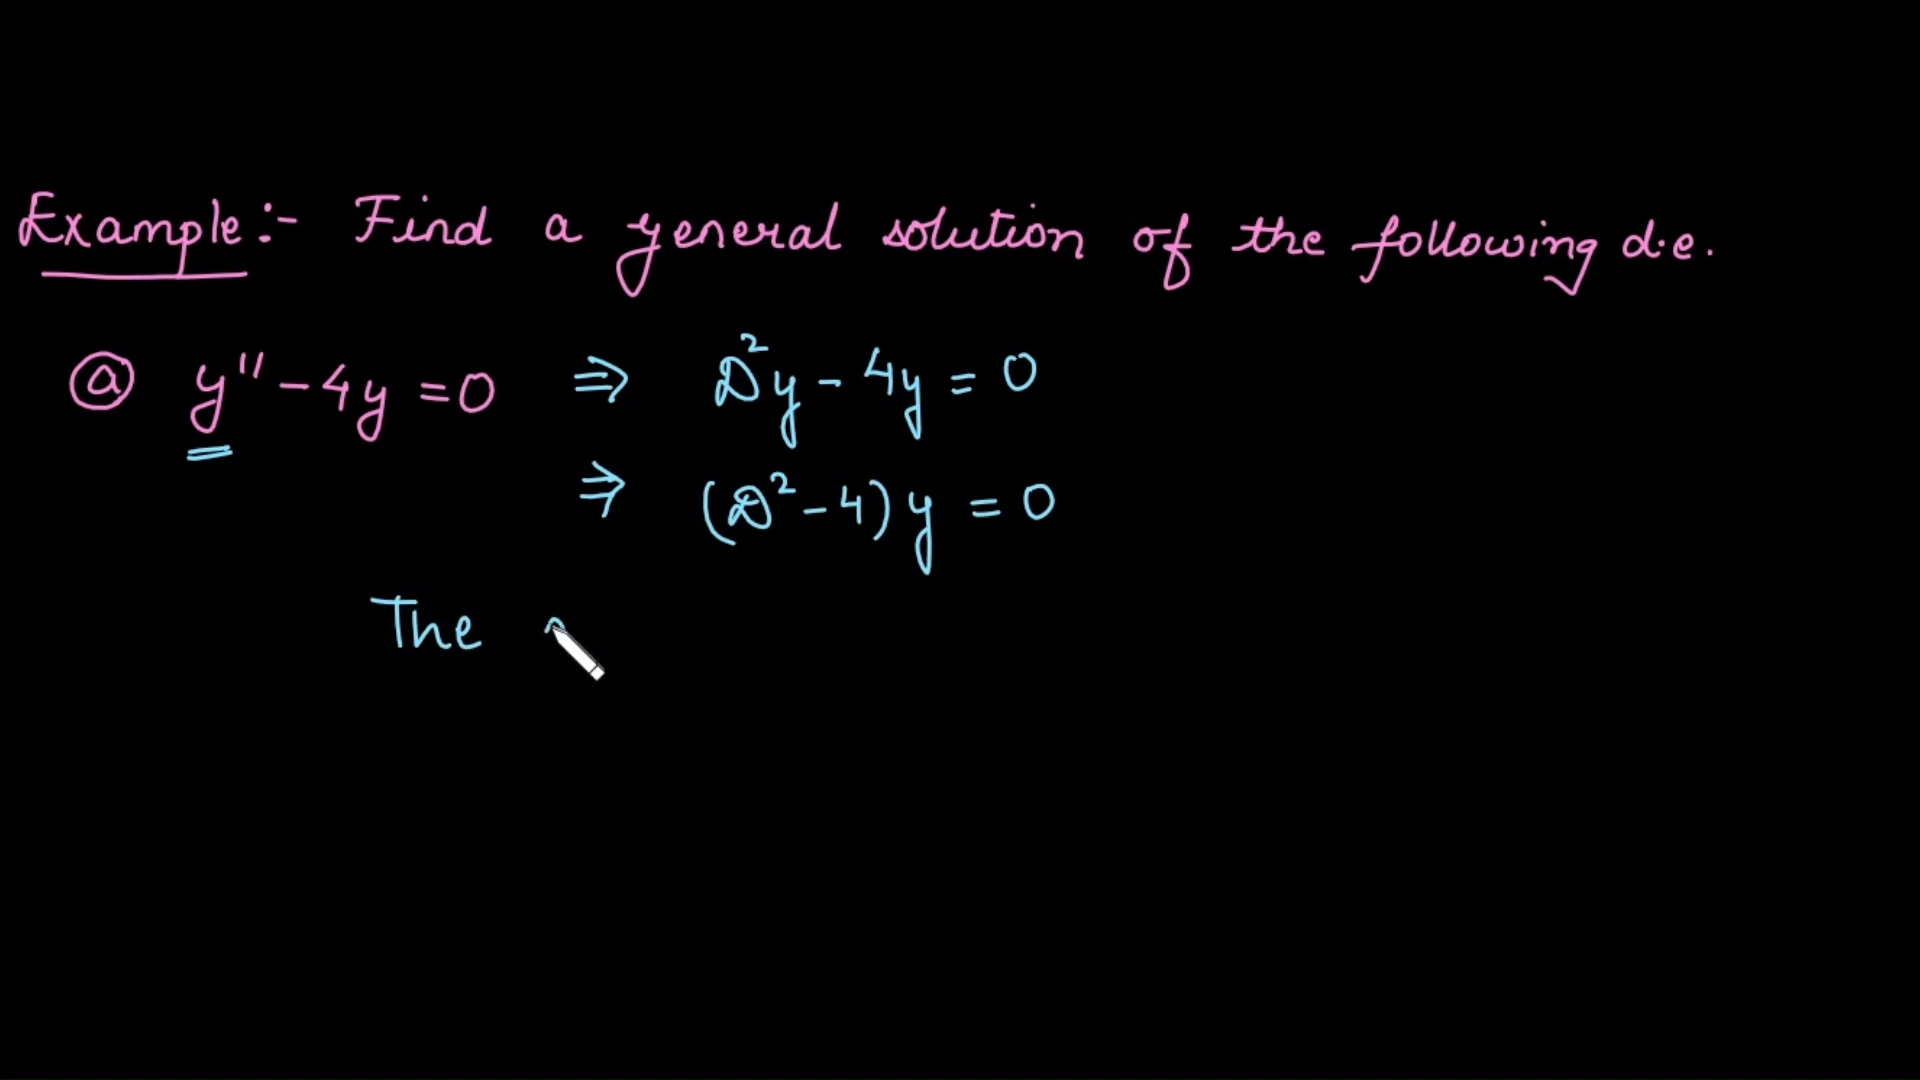 Example:- Find a general solution of the following d.e.
ⓐ y'' - 4y = 0 ⇒ D²y - 4y = 0
⇒ (D² - 4) y = 0
The